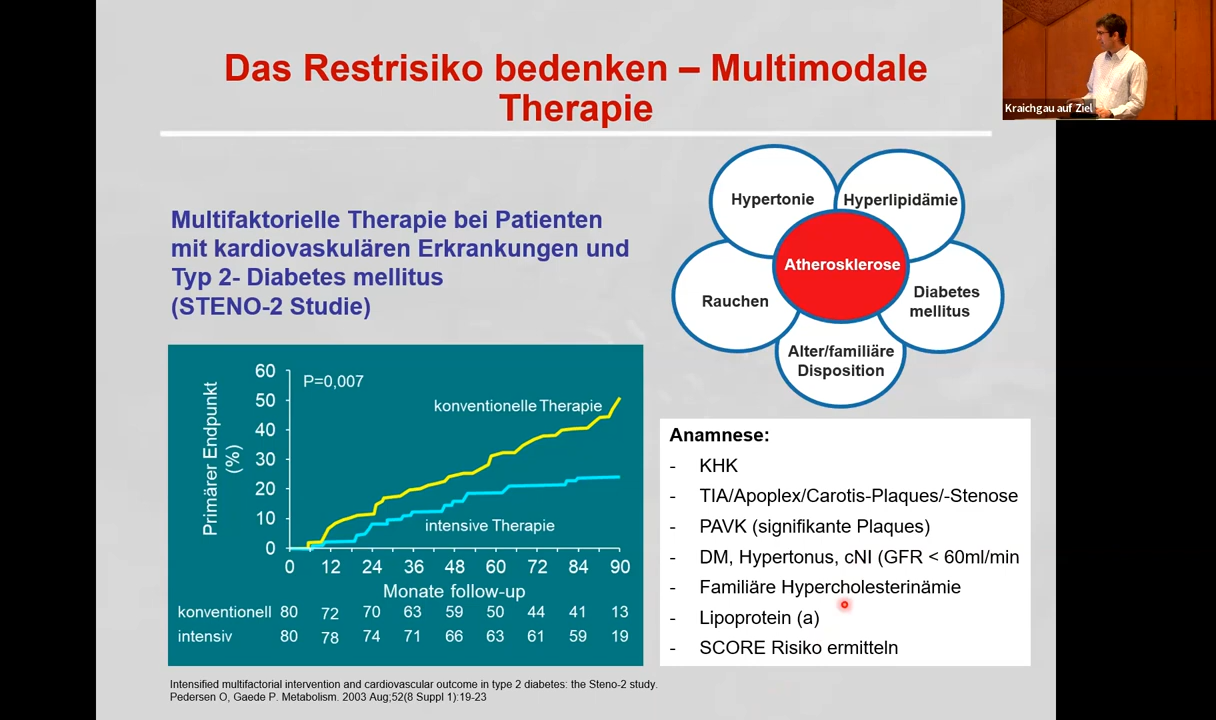 Das Restrisiko bedenken – Multimodale
Therapie
Kraichgau auf Ziel
Multifaktorielle Therapie bei Patienten
mit kardiovaskulären Erkrankungen und
Typ 2- Diabetes mellitus
(STENO-2 Studie)
Hypertonie
Hyperlipidämie
Atherosklerose
Rauchen
Diabetes
mellitus
Alter/familiäre
Disposition
Primärer Endpunkt
(%)
60
50
40
30
20
10
0
P=0,007
konventionelle Therapie
intensive Therapie
0 12 24 36 48 60 72 84 90
Monate follow-up
konventionell 80 72 70 63 59 50 44 41 13
intensiv 80 78 74 71 66 63 61 59 19
Anamnese:
- KHK
- TIA/Apoplex/Carotis-Plaques/-Stenose
- PAVK (signifikante Plaques)
- DM, Hypertonus, cNI (GFR < 60ml/min
- Familiäre Hypercholesterinämie
- Lipoprotein (a)
- SCORE Risiko ermitteln
Intensified multifactorial intervention and cardiovascular outcome in type 2 diabetes: the Steno-2 study.
Pedersen O, Gaede P. Metabolism. 2003 Aug;52(8 Suppl 1):19-23